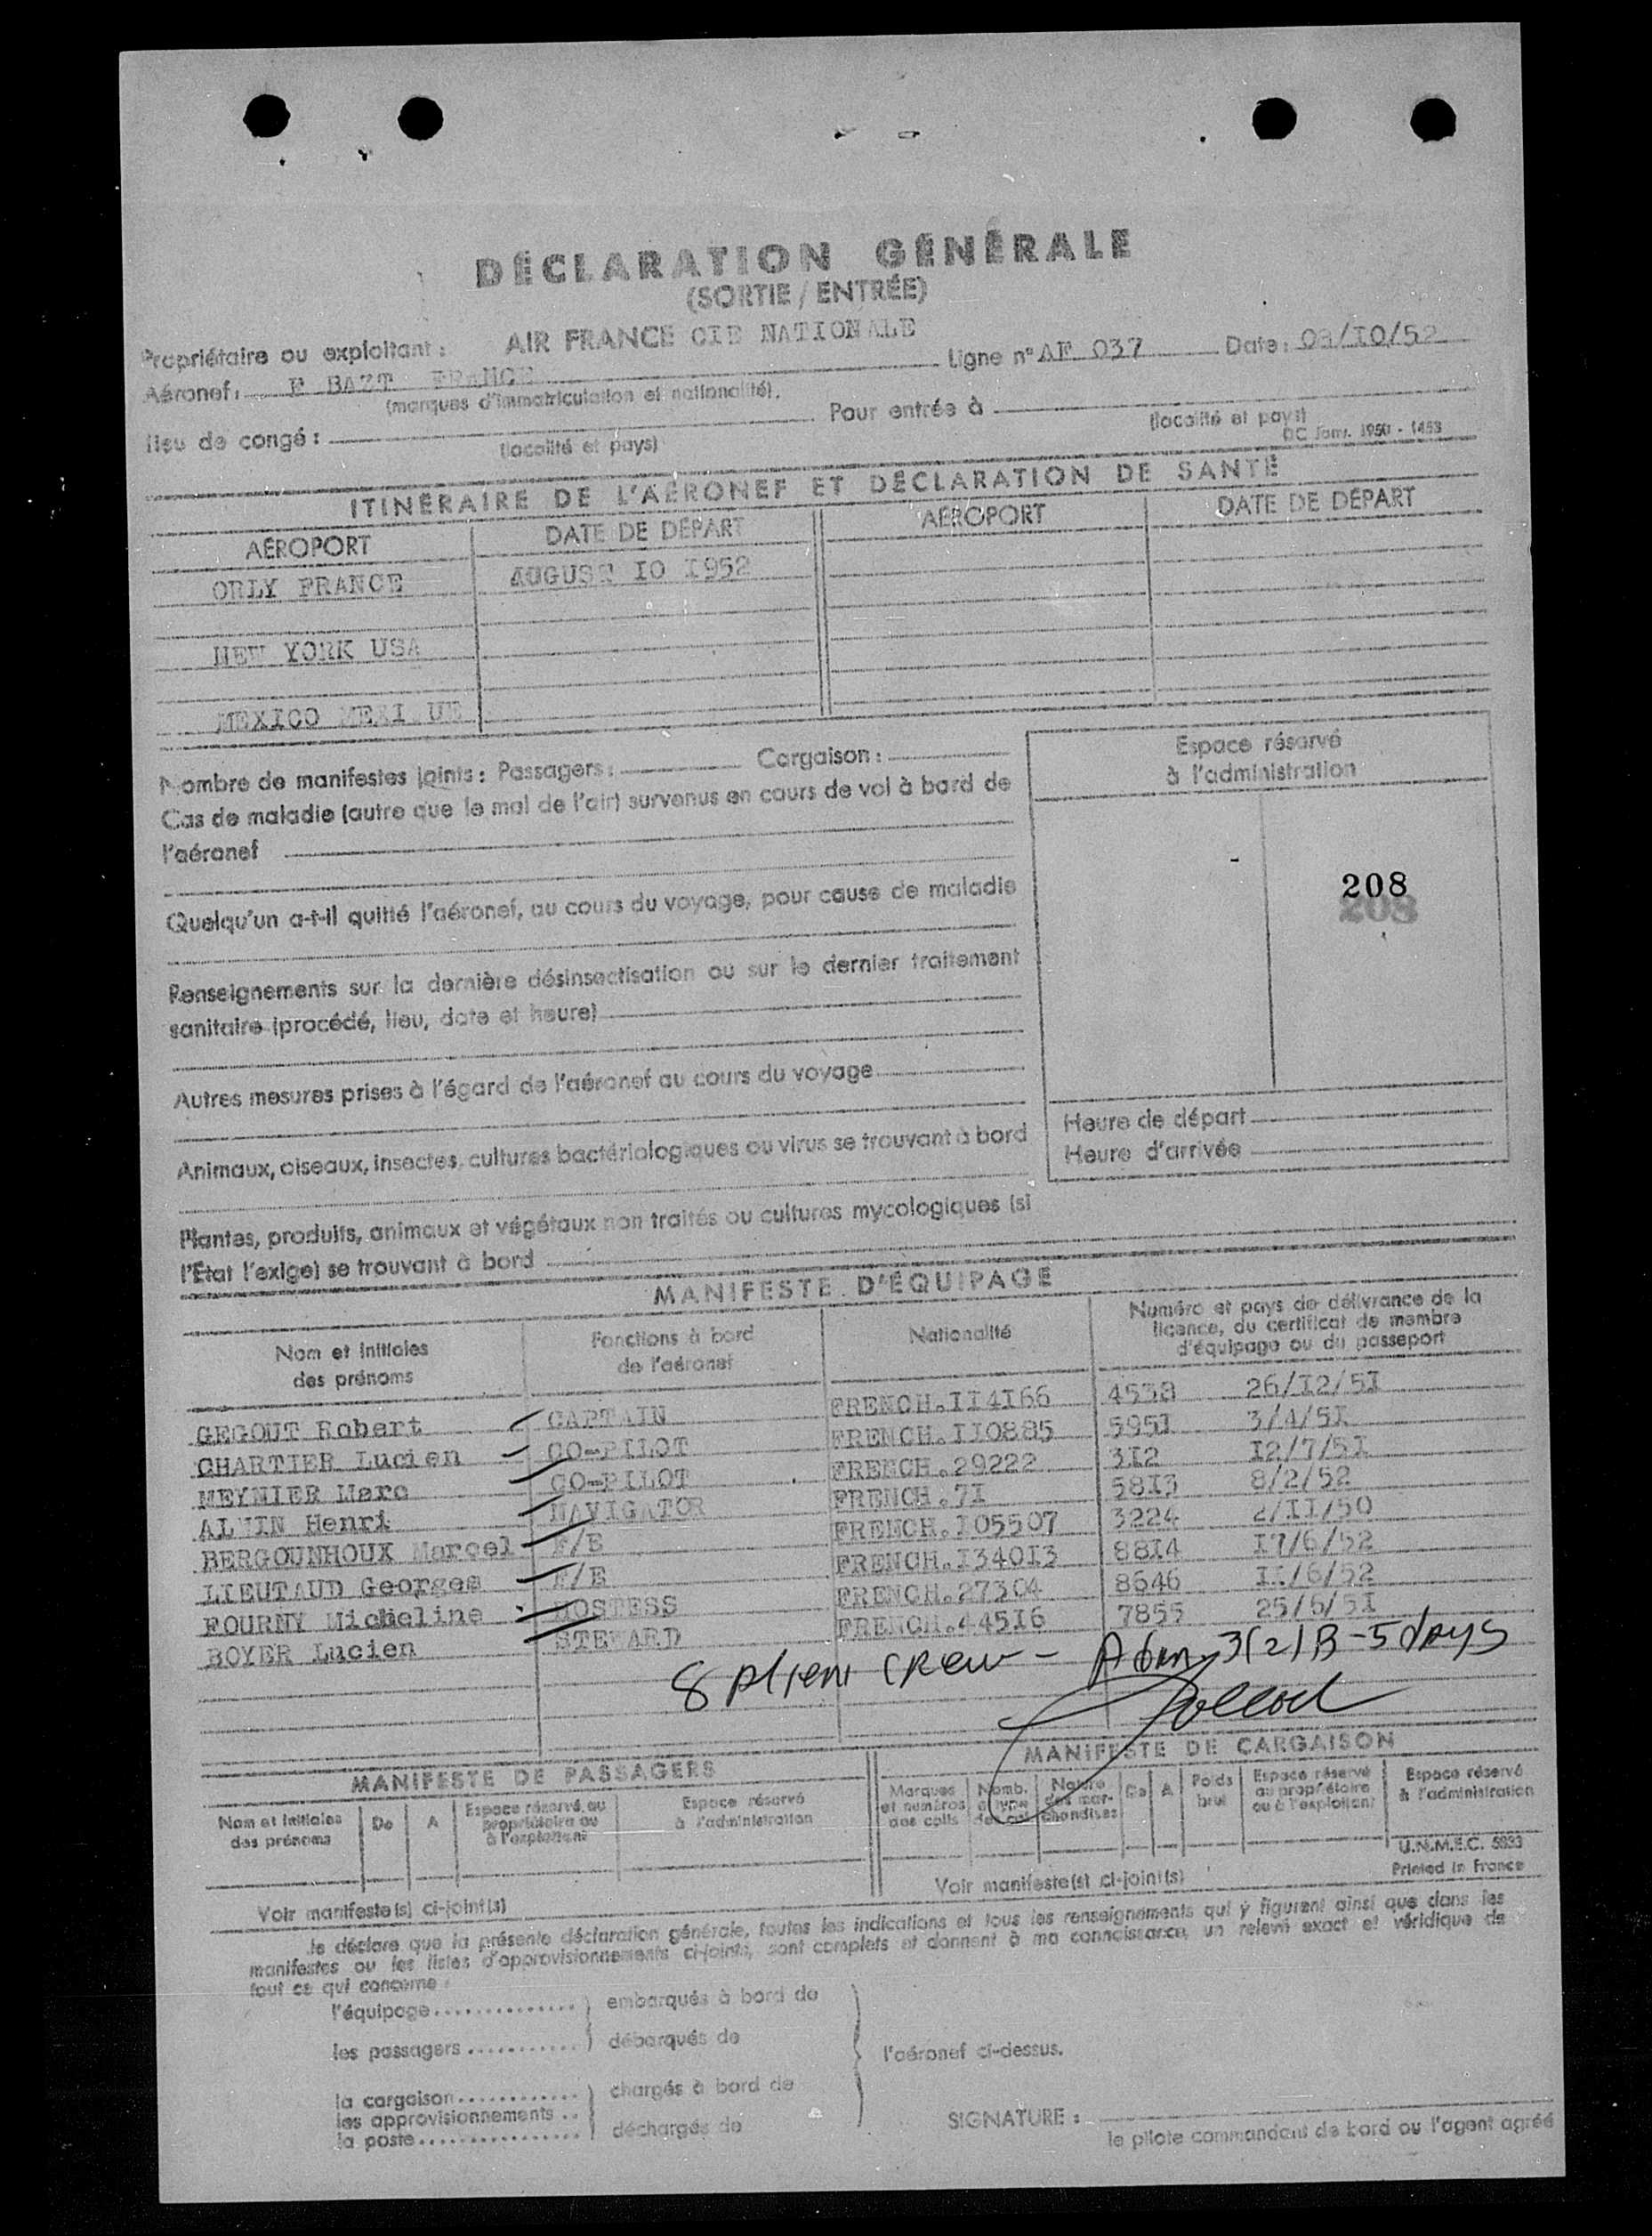 DÉCLARATION GÉNÉRALE
(SORTIE / ENTRÉE)
Propriétaire ou exploitant : AIR FRANCE CIE NATIONALE Ligne n° AF 037 Date : 08/I0/52
Aéronef : F BAZT FRANCE
(marques d'immatriculation et nationalité).
Lieu de congé : Pour entrée à
(localité et pays) (localité et pays)
DC Janv. 1950 - 1453
ITINÉRAIRE DE L'AÉRONEF ET DÉCLARATION DE SANTÉ
AÉROPORT DATE DE DÉPART AÉROPORT DATE DE DÉPART
ORLY FRANCE AUGUST I0 I952
NEW YORK USA
MEXICO
Nombre de manifestes joints : Passagers : Cargaison :
Cas de maladie (autre que le mal de l'air) survenus en cours de vol à bord de
l'aéronef
Quelqu'un a-t-il quitté l'aéronef, au cours du voyage, pour cause de maladie
Renseignements sur la dernière désinsectisation ou sur le dernier traitement
sanitaire (procédé, lieu, date et heure)
Autres mesures prises à l'égard de l'aéronef au cours du voyage
Animaux, oiseaux, insectes, cultures bactériologiques ou virus se trouvant à bord
Plantes, produits, animaux et végétaux non traités ou cultures mycologiques (si
l'État l'exige) se trouvant à bord
Espace réservé
à l'administration
208
208
Heure de départ
Heure d'arrivée
MANIFESTE D'ÉQUIPAGE
Nom et initiales
des prénoms
Fonctions à bord
de l'aéronef
Nationalité
Numéro et pays de délivrance de la
licence, du certificat de membre
d'équipage ou du passeport
GEGOUT Robert CAPTAIN FRENCH.II4I66 4538 26/I2/5I
CHARTIER Lucien CO-PILOT FRENCH.II0885 595I 3/4/5I
MEYNIER Marc CO-PILOT FRENCH.29222 3I2 I2/7/5I
Henri NAVIGATOR FRENCH.7I 58I3 8/2/52
BERGOUNHOUX Marcel F/E FRENCH.I05507 3224 2/II/50
LIEUTAUD Georges F/E FRENCH.I340I3 88I4 I7/6/52
FOURNY Micheline HOSTESS FRENCH.27304 8646
BOYER Lucien STEWARD FRENCH.445I6 7855 25/6/5I
8 Alien crew - Adm 3(2)B - 5 days
MANIFESTE DE PASSAGERS
Nom et initiales
des prénoms
De
A
Espace réservé au
propriétaire ou
à l'exploitant
Espace réservé
à l'administration
Voir manifeste(s) ci-joint(s)
MANIFESTE DE CARGAISON
Marques
et numéros
des colis
Nomb.
Nature
des mar-
chandises
De
A
Poids
brut
Espace réservé
au propriétaire
ou à l'exploitant
Espace réservé
à l'administration
U.N.M.E.C. 5833
Printed in France
Voir manifeste(s) ci-joint(s)
Je déclare que la présente déclaration générale, toutes les indications et tous les renseignements qui y figurent ainsi que dans les
manifestes ou les listes d'approvisionnements ci-joints, sont complets et donnent à ma connaissance, un relevé exact et véridique de
tout ce qui concerne :
l'équipage.............. embarqués à bord de
les passagers........... débarqués de
l'aéronef ci-dessus.
la cargaison............ chargés à bord de
les approvisionnements..
la poste................ déchargés de
SIGNATURE :
le pilote commandant de bord ou l'agent agréé